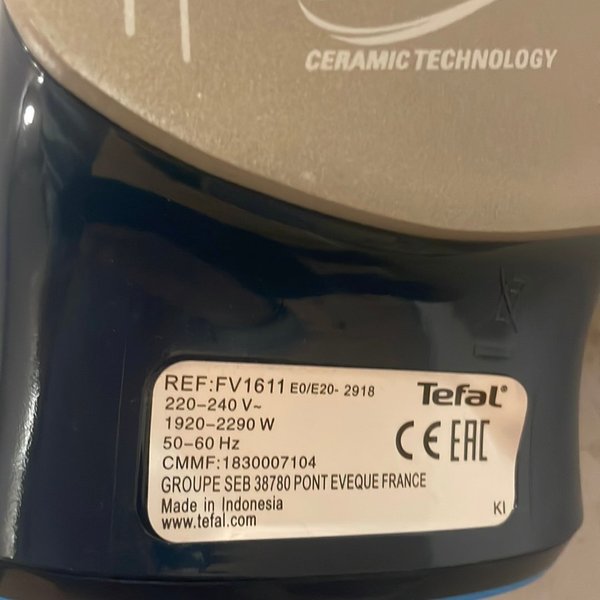 CERAMIC TECHNOLOGY
REF:FV1611 E0/E20- 2918
Tefal®
220-240 V~
1920-2290 W
50-60 Hz
CE EAC
CMMF:1830007104
GROUPE SEB 38780 PONT EVEQUE FRANCE
Made in Indonesia
www.tefal.com
KI